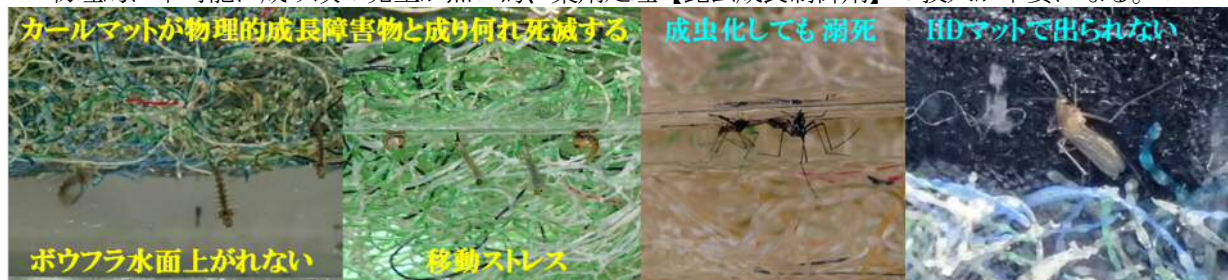 カールマットが物理的成長障害物と成り何れ死滅する
成虫化しても 溺死
HDマットで出られない
ボウフラ水面上がれない
移動ストレス